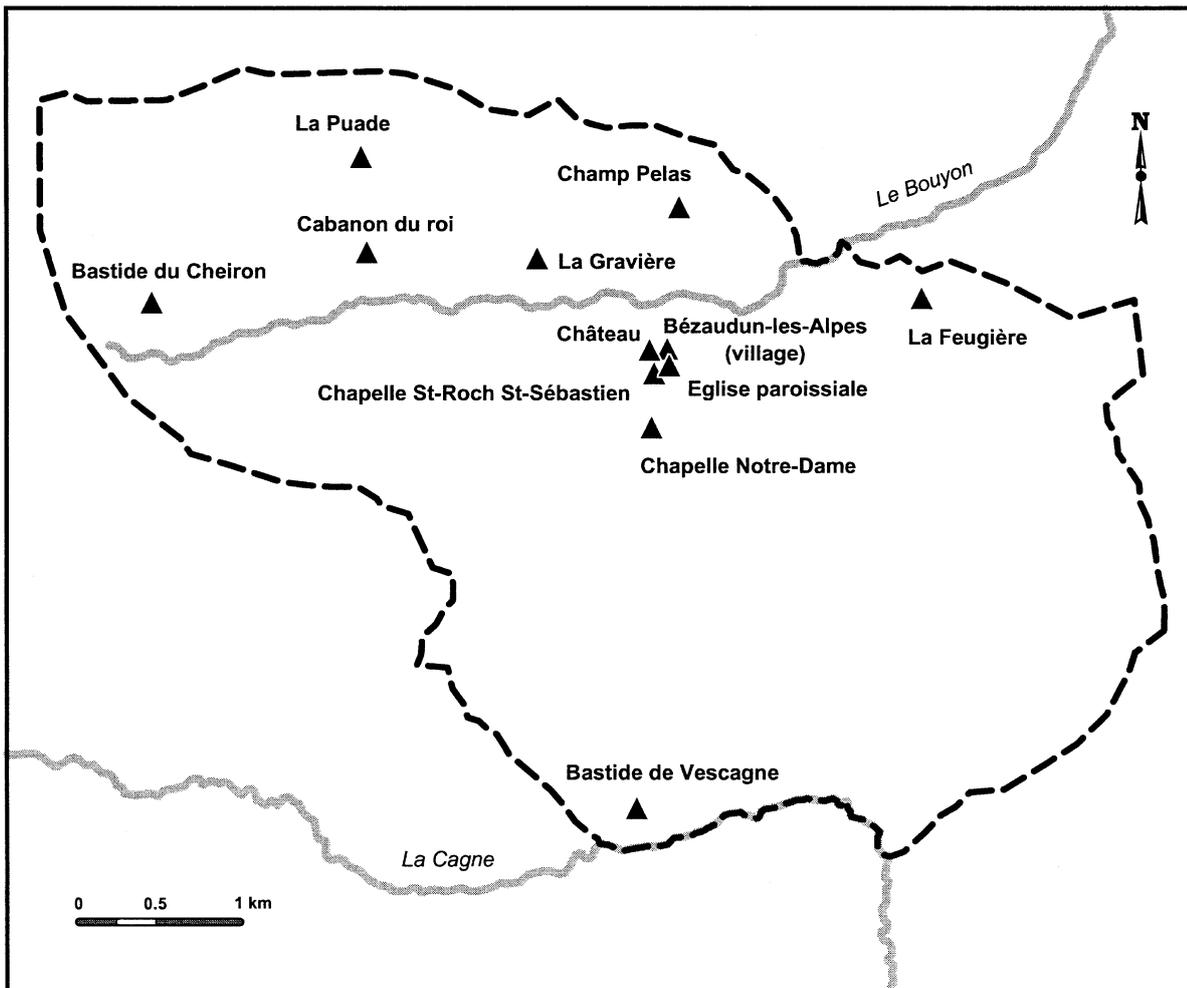 La Puade
N
Champ Pelas
Le Bouyon
Cabanon du roi
La Gravière
Bastide du Cheiron
Château
Bézaudun-les-Alpes
(village)
La Feugière
Chapelle St-Roch St-Sébastien
Eglise paroissiale
Chapelle Notre-Dame
Bastide de Vescagne
La Cagne
0 0.5 1 km